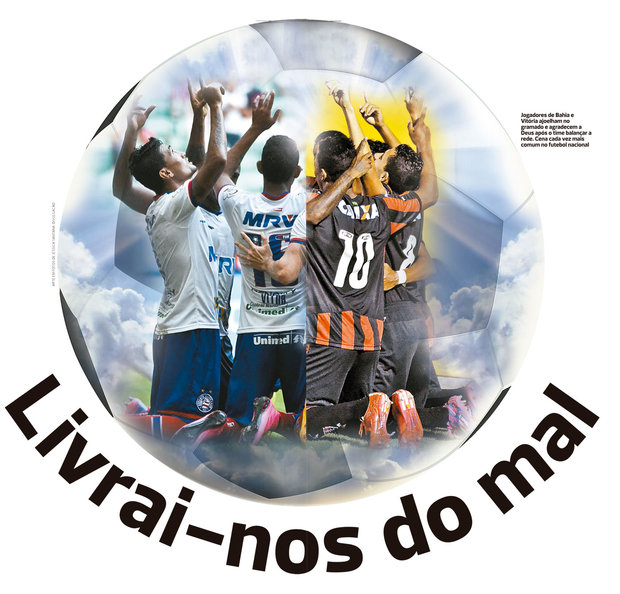 Jogadores de Bahia e
Vitória ajoelham no
gramado e agradecem a
Deus após o time balançar a
rede. Cena cada vez mais
comum no futebol nacional
MRV
CAIXA
MR
10
VITOR
Unimed
Unimed
Livrai-nos do mal